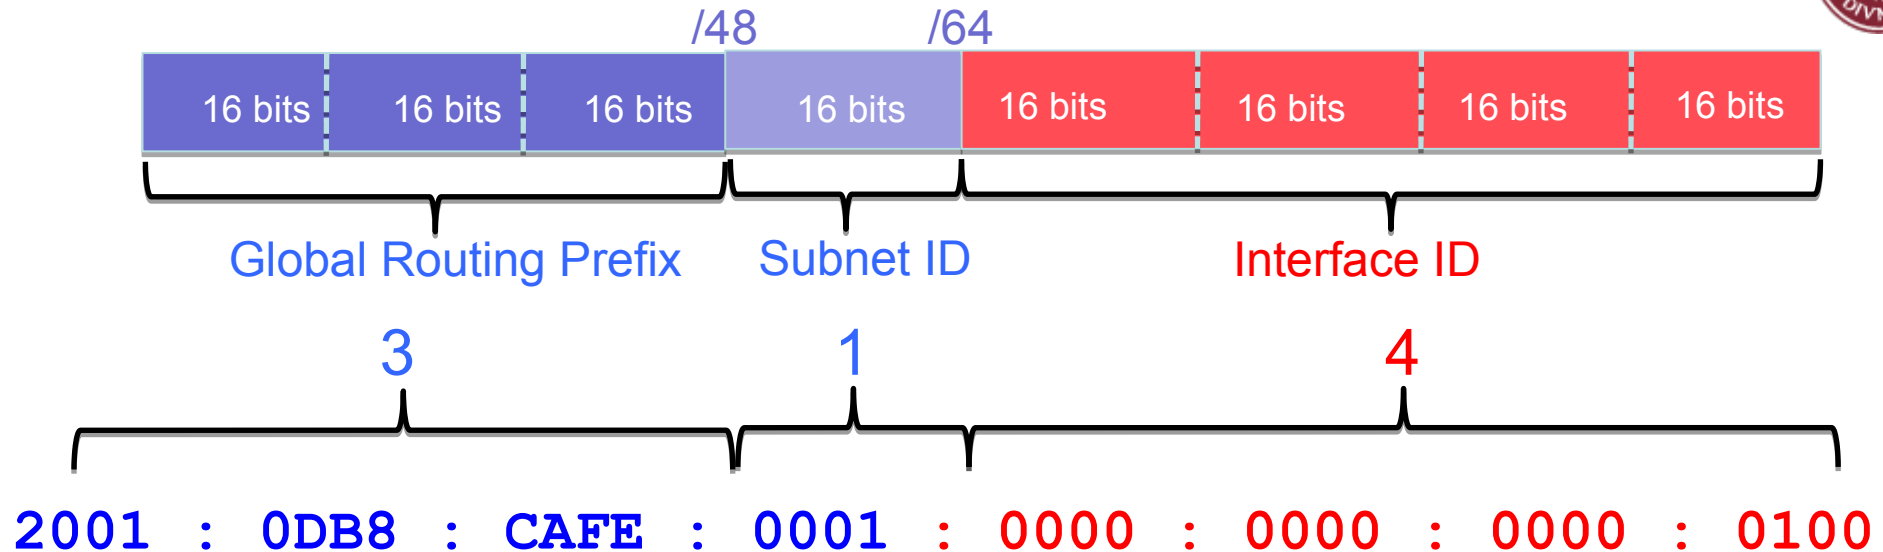 /48 /64
16 bits 16 bits 16 bits 16 bits 16 bits 16 bits 16 bits 16 bits
Global Routing Prefix Subnet ID Interface ID
3 1 4
2001 : 0DB8 : CAFE : 0001 : 0000 : 0000 : 0000 : 0100